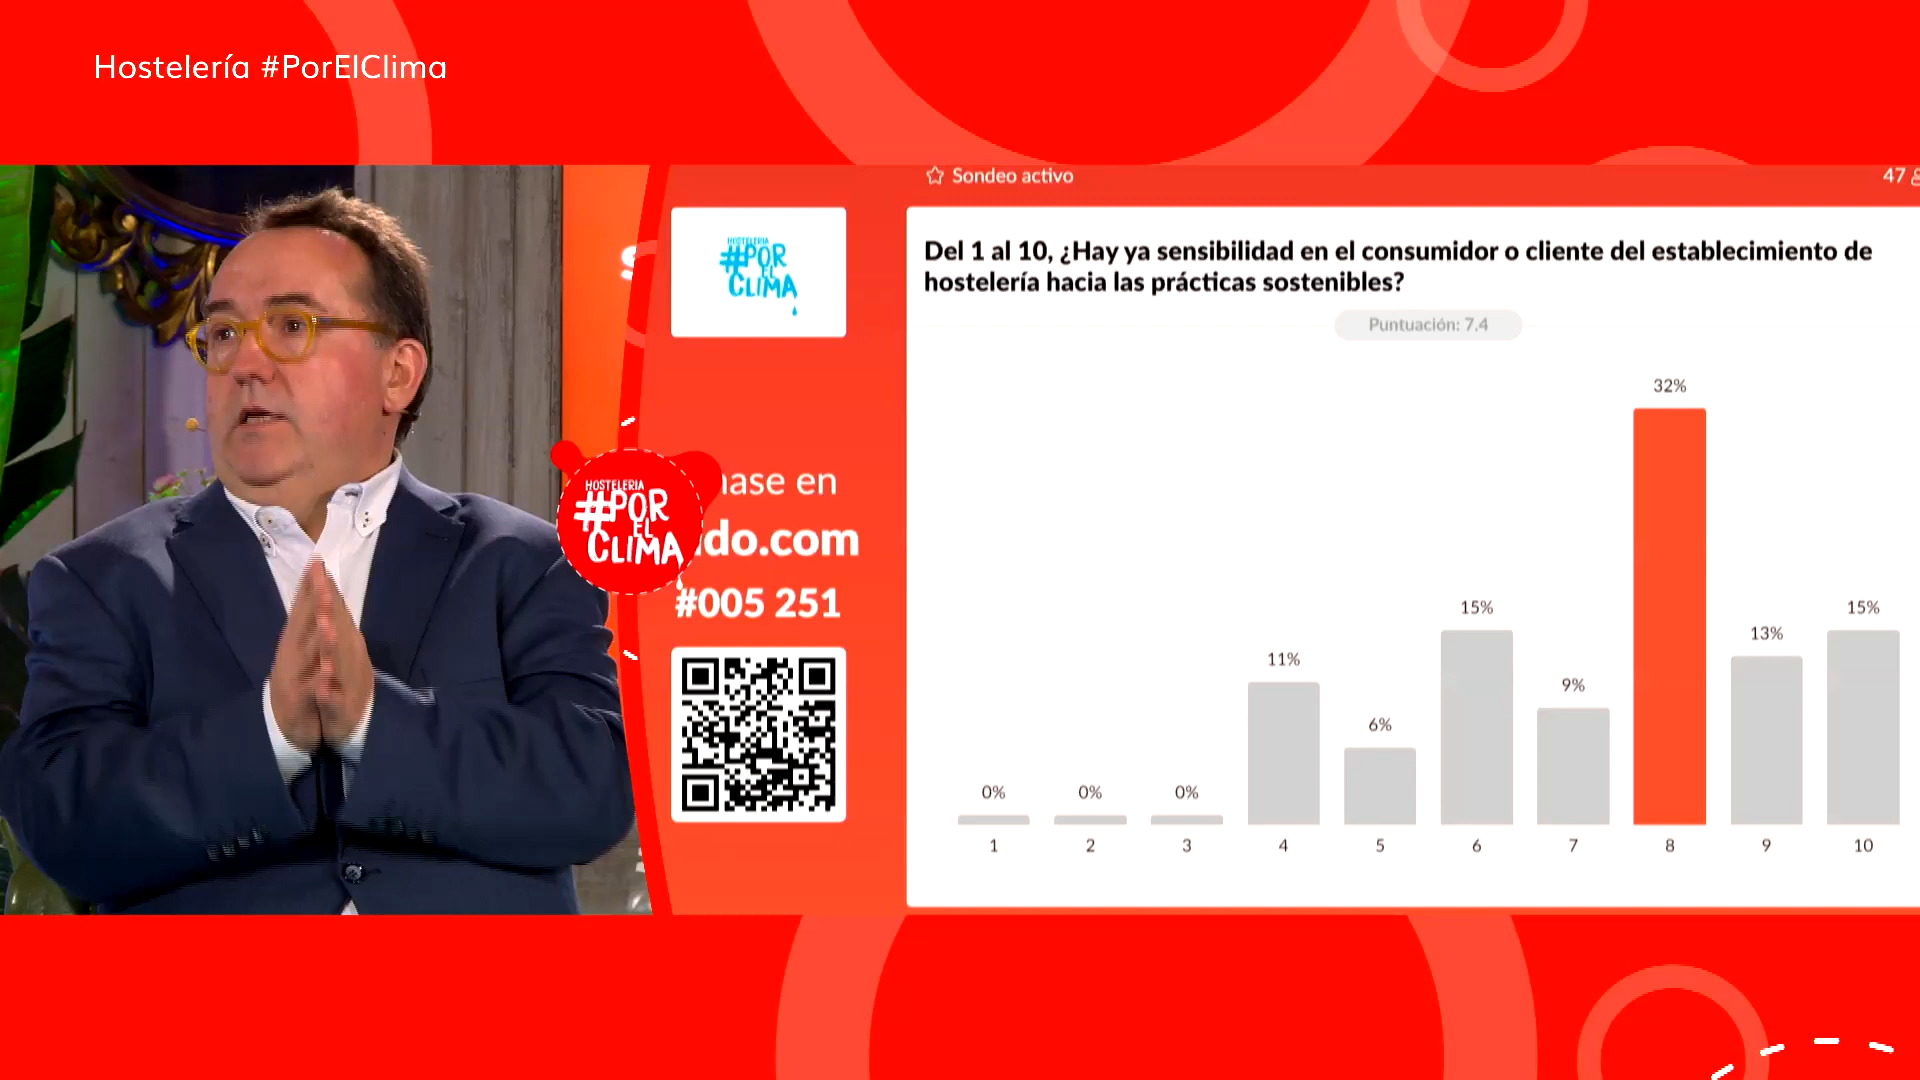 Hostelería #PorElClima
S
☆ Sondeo activo
47
HOSTELERIA
#POR
EL
CLIMA
Del 1 al 10, ¿Hay ya sensibilidad en el consumidor o cliente del establecimiento de
hostelería hacia las prácticas sostenibles?
Puntuación: 7.4
HOSTELERIA
#POR
EL
CLIMA
en
do.com
#005 251
32%
15%
15%
13%
11%
9%
6%
0%
0%
0%
1
2
3
4
5
6
7
8
9
10